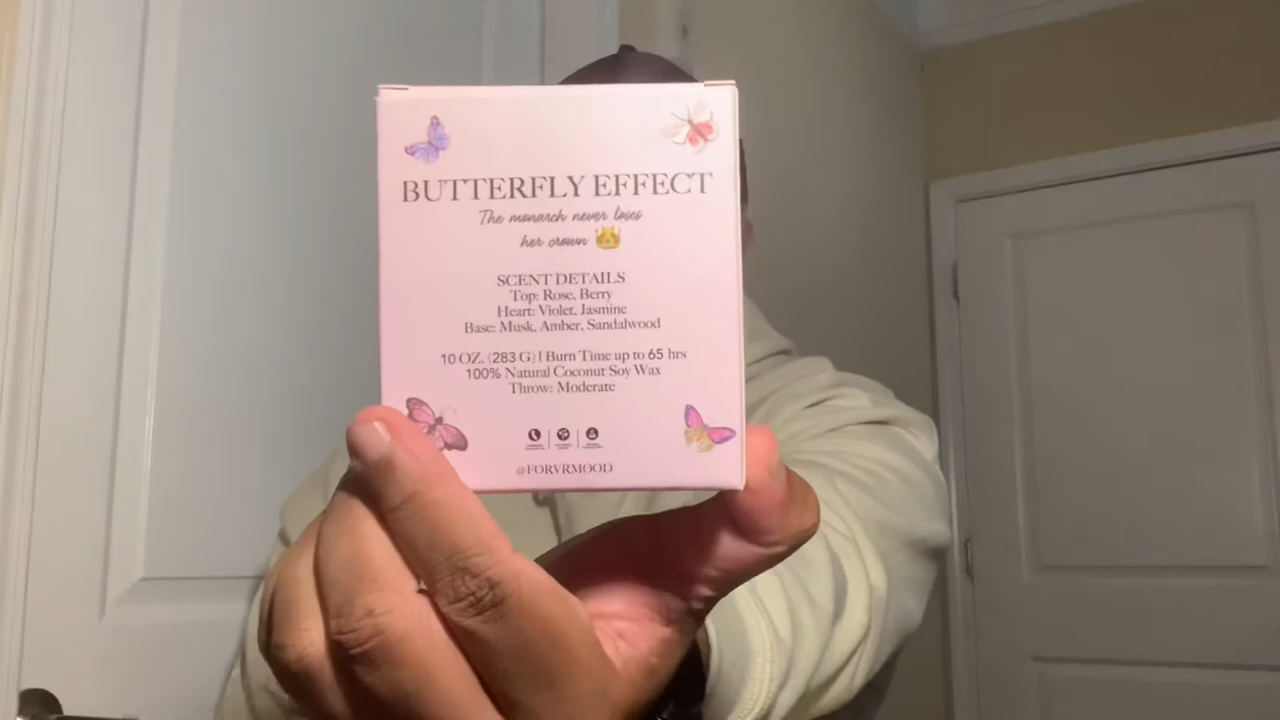 BUTTERFLY EFFECT
The monarch never loses
her crown 👑
SCENT DETAILS
Top: Rose, Berry
Heart: Violet, Jasmine
Base: Musk, Amber, Sandalwood
10 OZ. (283 G) | Burn Time up to 65 hrs
100% Natural Coconut Soy Wax
Throw: Moderate
@FORVRMOOD